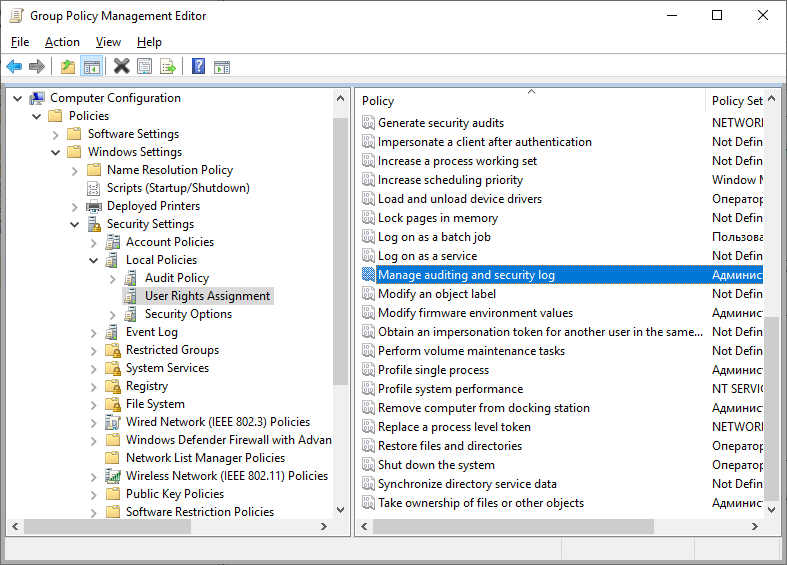 Group Policy Management Editor
File Action View Help
Computer Configuration
Policies
Software Settings
Windows Settings
Name Resolution Policy
Scripts (Startup/Shutdown)
Deployed Printers
Security Settings
Account Policies
Local Policies
Audit Policy
User Rights Assignment
Security Options
Event Log
Restricted Groups
System Services
Registry
File System
Wired Network (IEEE 802.3) Policies
Windows Defender Firewall with Advan
Network List Manager Policies
Wireless Network (IEEE 802.11) Policies
Public Key Policies
Software Restriction Policies
Policy Policy Set
Generate security audits NETWORK
Impersonate a client after authentication Not Defin
Increase a process working set Not Defin
Increase scheduling priority Window M
Load and unload device drivers Оператор
Lock pages in memory Not Defin
Log on as a batch job Пользова
Log on as a service Not Defin
Manage auditing and security log Админист
Modify an object label Not Defin
Modify firmware environment values Админист
Obtain an impersonation token for another user in the same... Not Defin
Perform volume maintenance tasks Not Defin
Profile single process Админист
Profile system performance NT SERVIC
Remove computer from docking station Админист
Replace a process level token NETWORK
Restore files and directories Оператор
Shut down the system Оператор
Synchronize directory service data Not Defin
Take ownership of files or other objects Админист